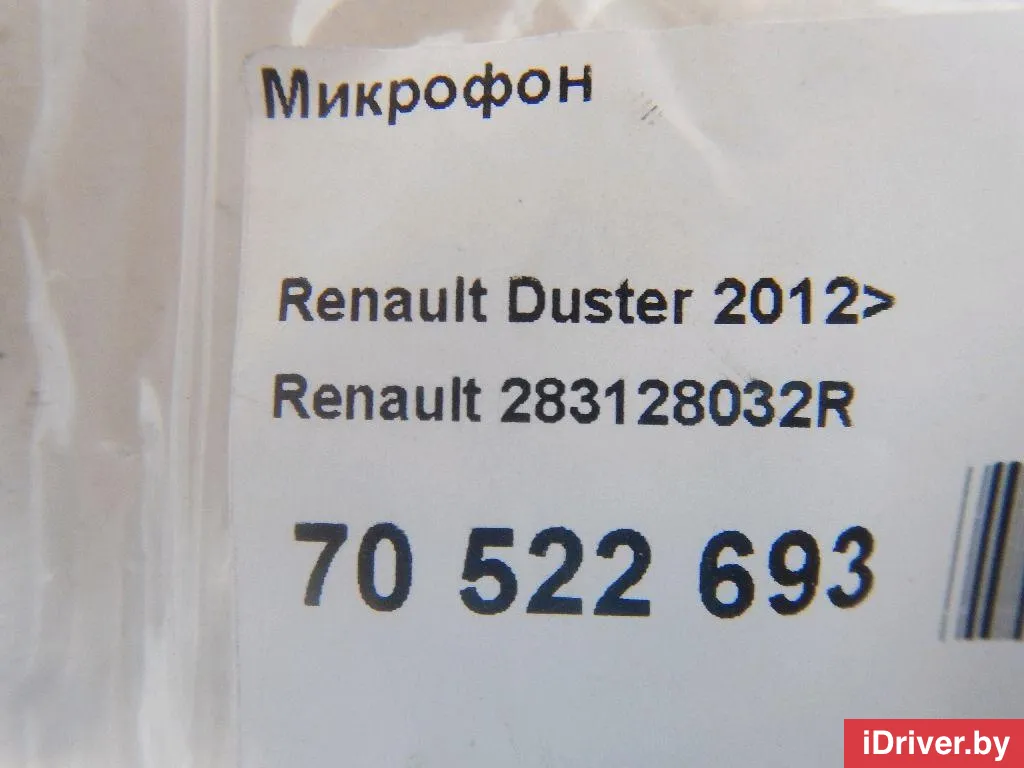 Микрофон
Renault Duster 2012>
Renault 283128032R
70 522 693
iDriver.by